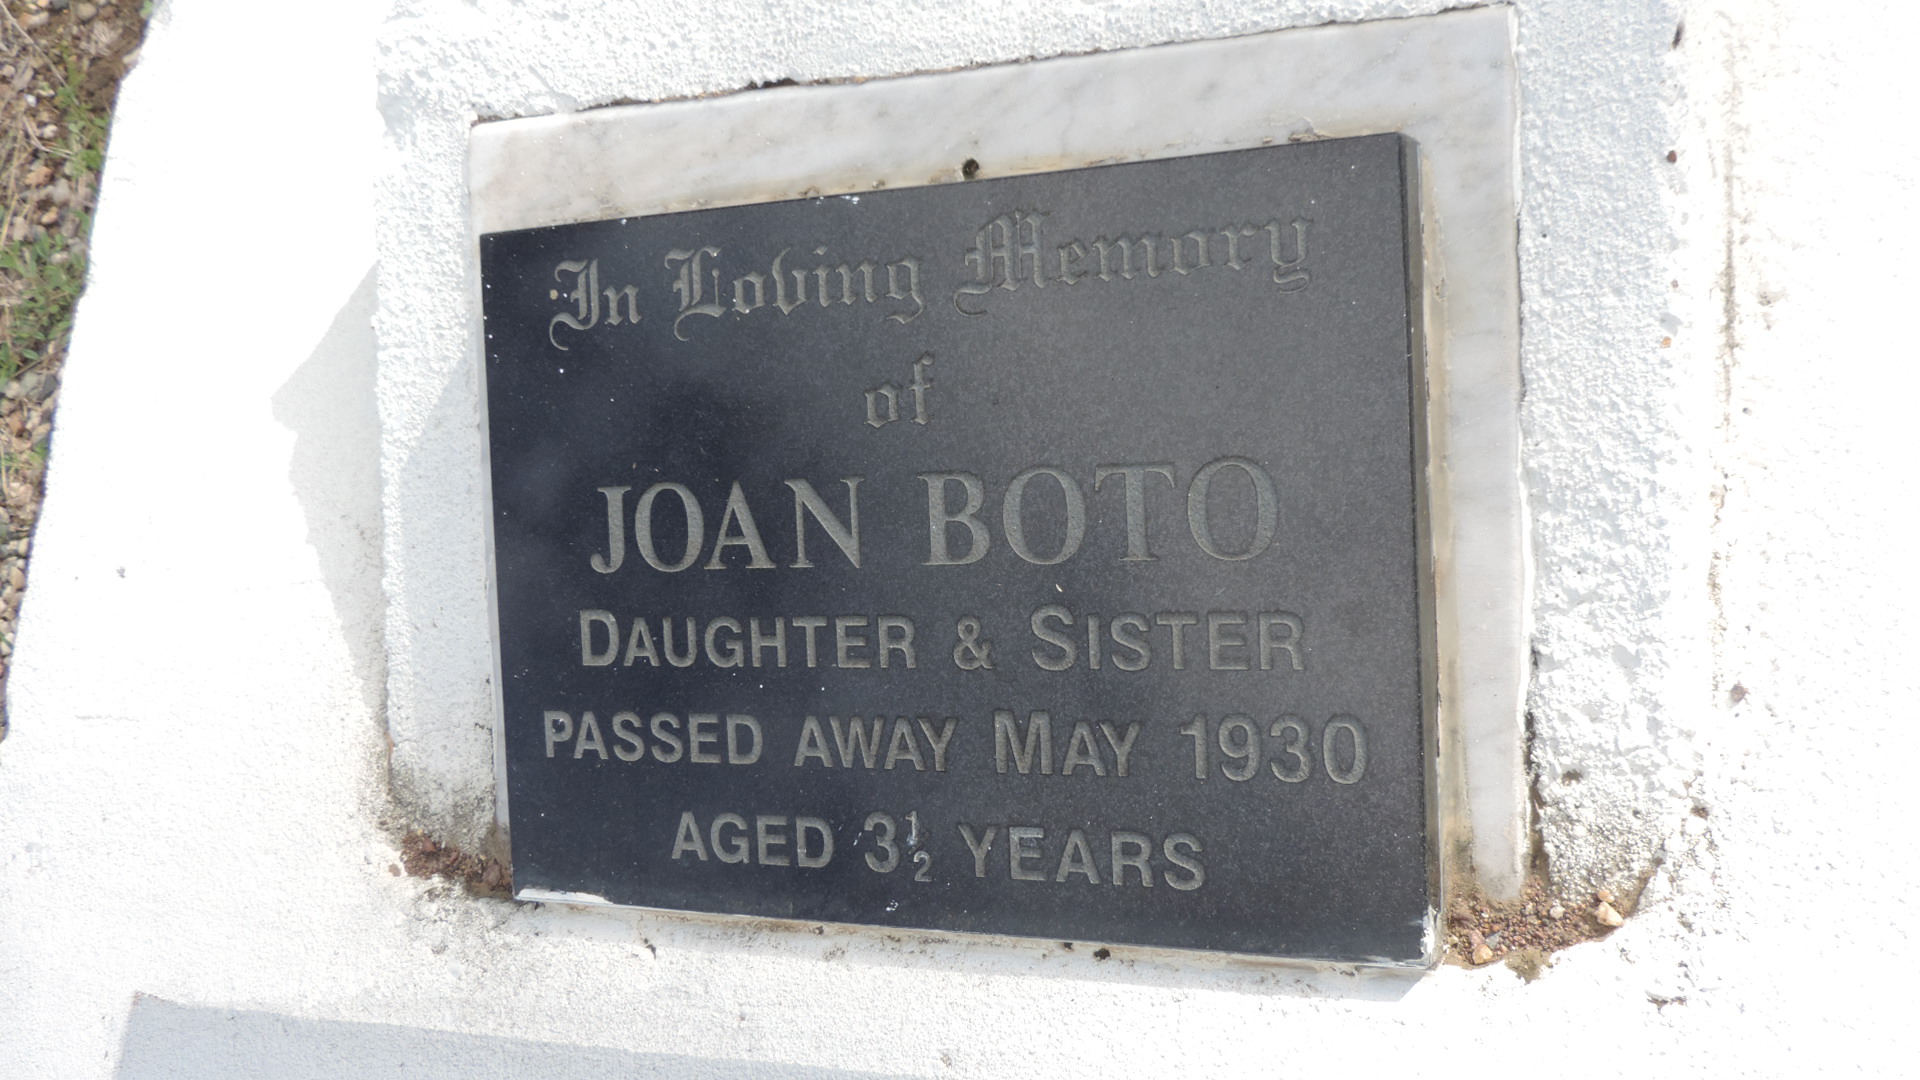 In Loving Memory
of
JOAN BOTO
DAUGHTER & SISTER
PASSED AWAY MAY 1930
AGED 3½ YEARS